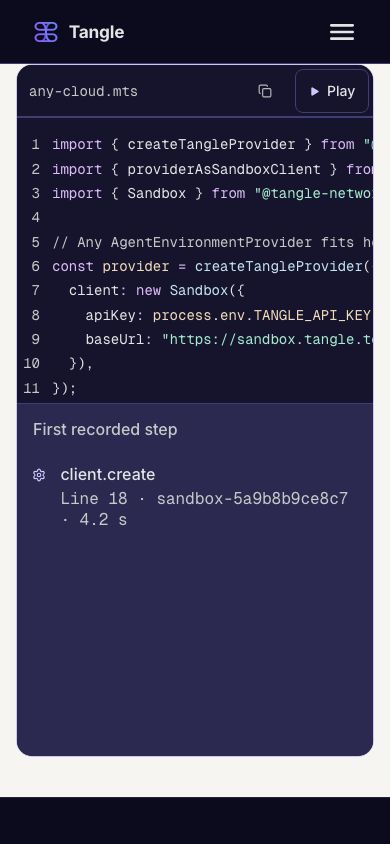 Tangle
any-cloud.mts
Play
1 import { createTangleProvider } from "
2 import { providerAsSandboxClient } fro
3 import { Sandbox } from "@tangle-netwo
4
5 // Any AgentEnvironmentProvider fits h
6 const provider = createTangleProvider(
7 client: new Sandbox({
8 apiKey: process.env.TANGLE_API_KEY
9 baseUrl: "https://sandbox.tangle.t
10 }),
11 });
First recorded step
client.create
Line 18 · sandbox-5a9b8b9ce8c7
· 4.2 s